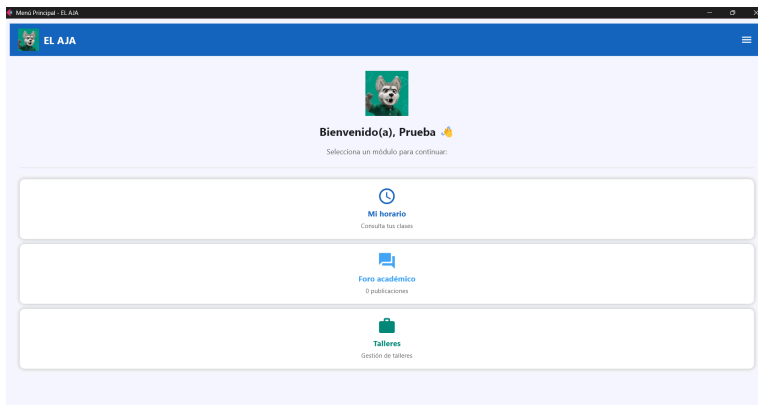 Menú Principal - EL AJA
EL AJA
Bienvenido(a), Prueba 👋
Selecciona un módulo para continuar:
Mi horario
Consulta tus clases
Foro académico
0 publicaciones
Talleres
Gestión de talleres